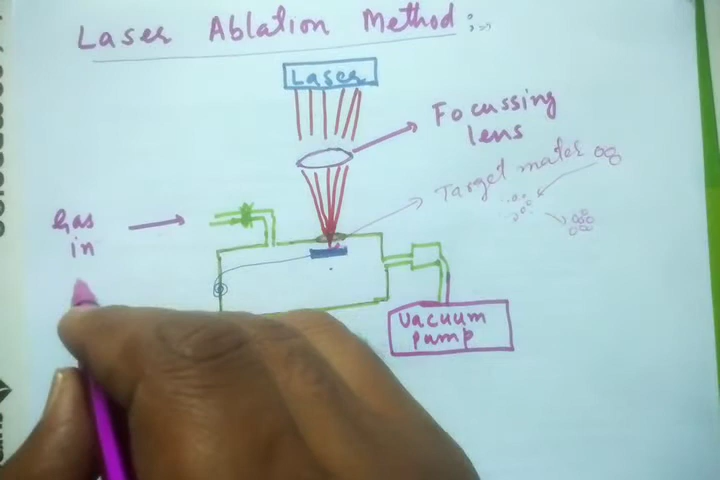 Laser Ablation Method :-
Laser
Focussing
lens
Target mater
Gas
in
Vacuum
pump